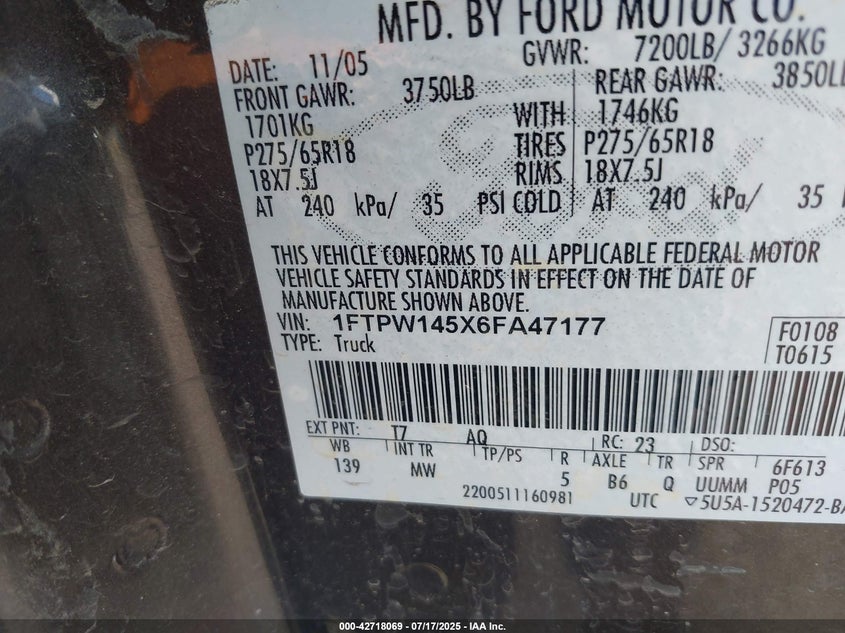 MFD. BY FORD MOTOR CO.
DATE: 11/05 GVWR: 7200LB/ 3266KG
FRONT GAWR: 3750LB REAR GAWR: 3850LB
1701KG WITH 1746KG
P275/65R18 TIRES P275/65R18
18X7.5J RIMS 18X7.5J
AT 240 kPa/ 35 PSI COLD AT 240 kPa/ 35
THIS VEHICLE CONFORMS TO ALL APPLICABLE FEDERAL MOTOR
VEHICLE SAFETY STANDARDS IN EFFECT ON THE DATE OF
MANUFACTURE SHOWN ABOVE.
VIN: 1FTPW145X6FA47177 F0108
TYPE: Truck T0615
EXT PNT: T7 AQ RC: 23 DSO:
WB INT TR TP/PS R AXLE TR SPR 6F613
139 MW 5 B6 Q UUMM P05
2200511160981 UTC ▽5U5A-1520472-BA
000-42718069 - 07/17/2025 - IAA Inc.